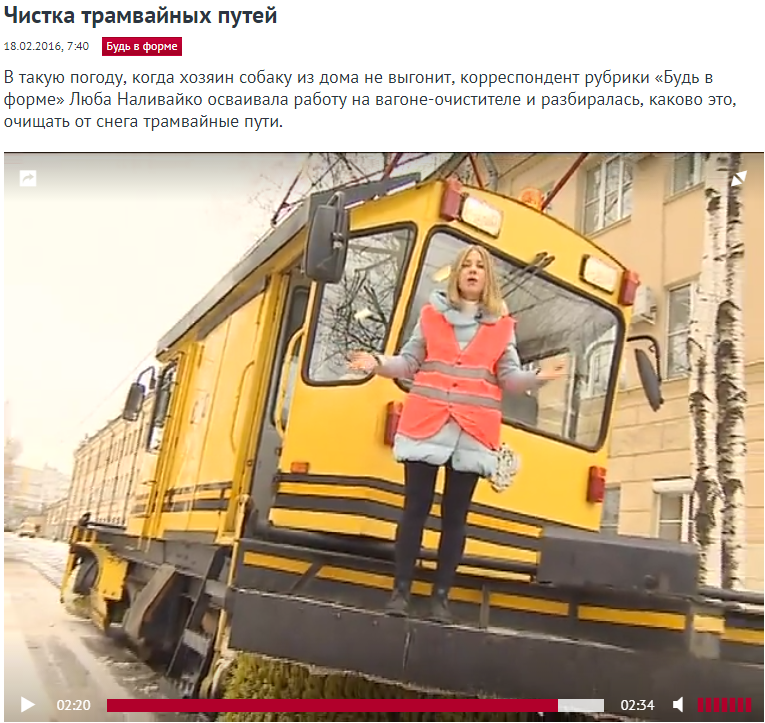 Чистка трамвайных путей
18.02.2016, 7:40 Будь в форме
В такую погоду, когда хозяин собаку из дома не выгонит, корреспондент рубрики «Будь в
форме» Люба Наливайко осваивала работу на вагоне-очистителе и разбиралась, каково это,
очищать от снега трамвайные пути.
02:20 02:34